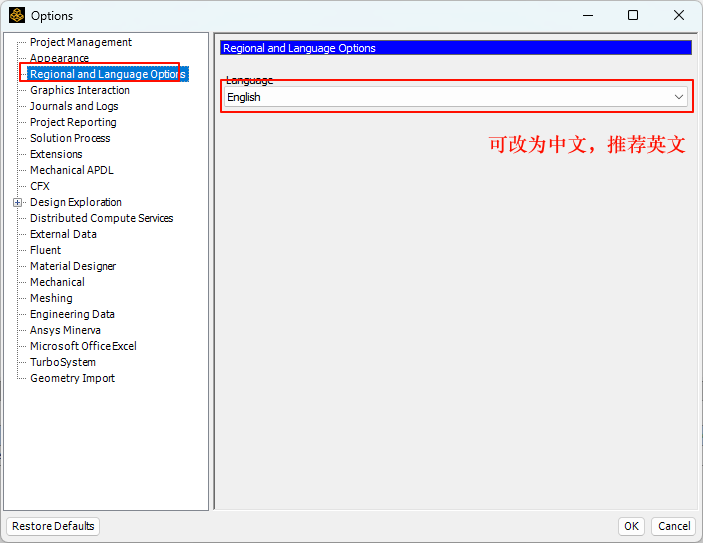 Options
Project Management
Appearance
Regional and Language Options
Graphics Interaction
Journals and Logs
Project Reporting
Solution Process
Extensions
Mechanical APDL
CFX
Design Exploration
Distributed Compute Services
External Data
Fluent
Material Designer
Mechanical
Meshing
Engineering Data
Ansys Minerva
Microsoft Office Excel
TurboSystem
Geometry Import
Regional and Language Options
Language
English
可改为中文，推荐英文
Restore Defaults
OK
Cancel